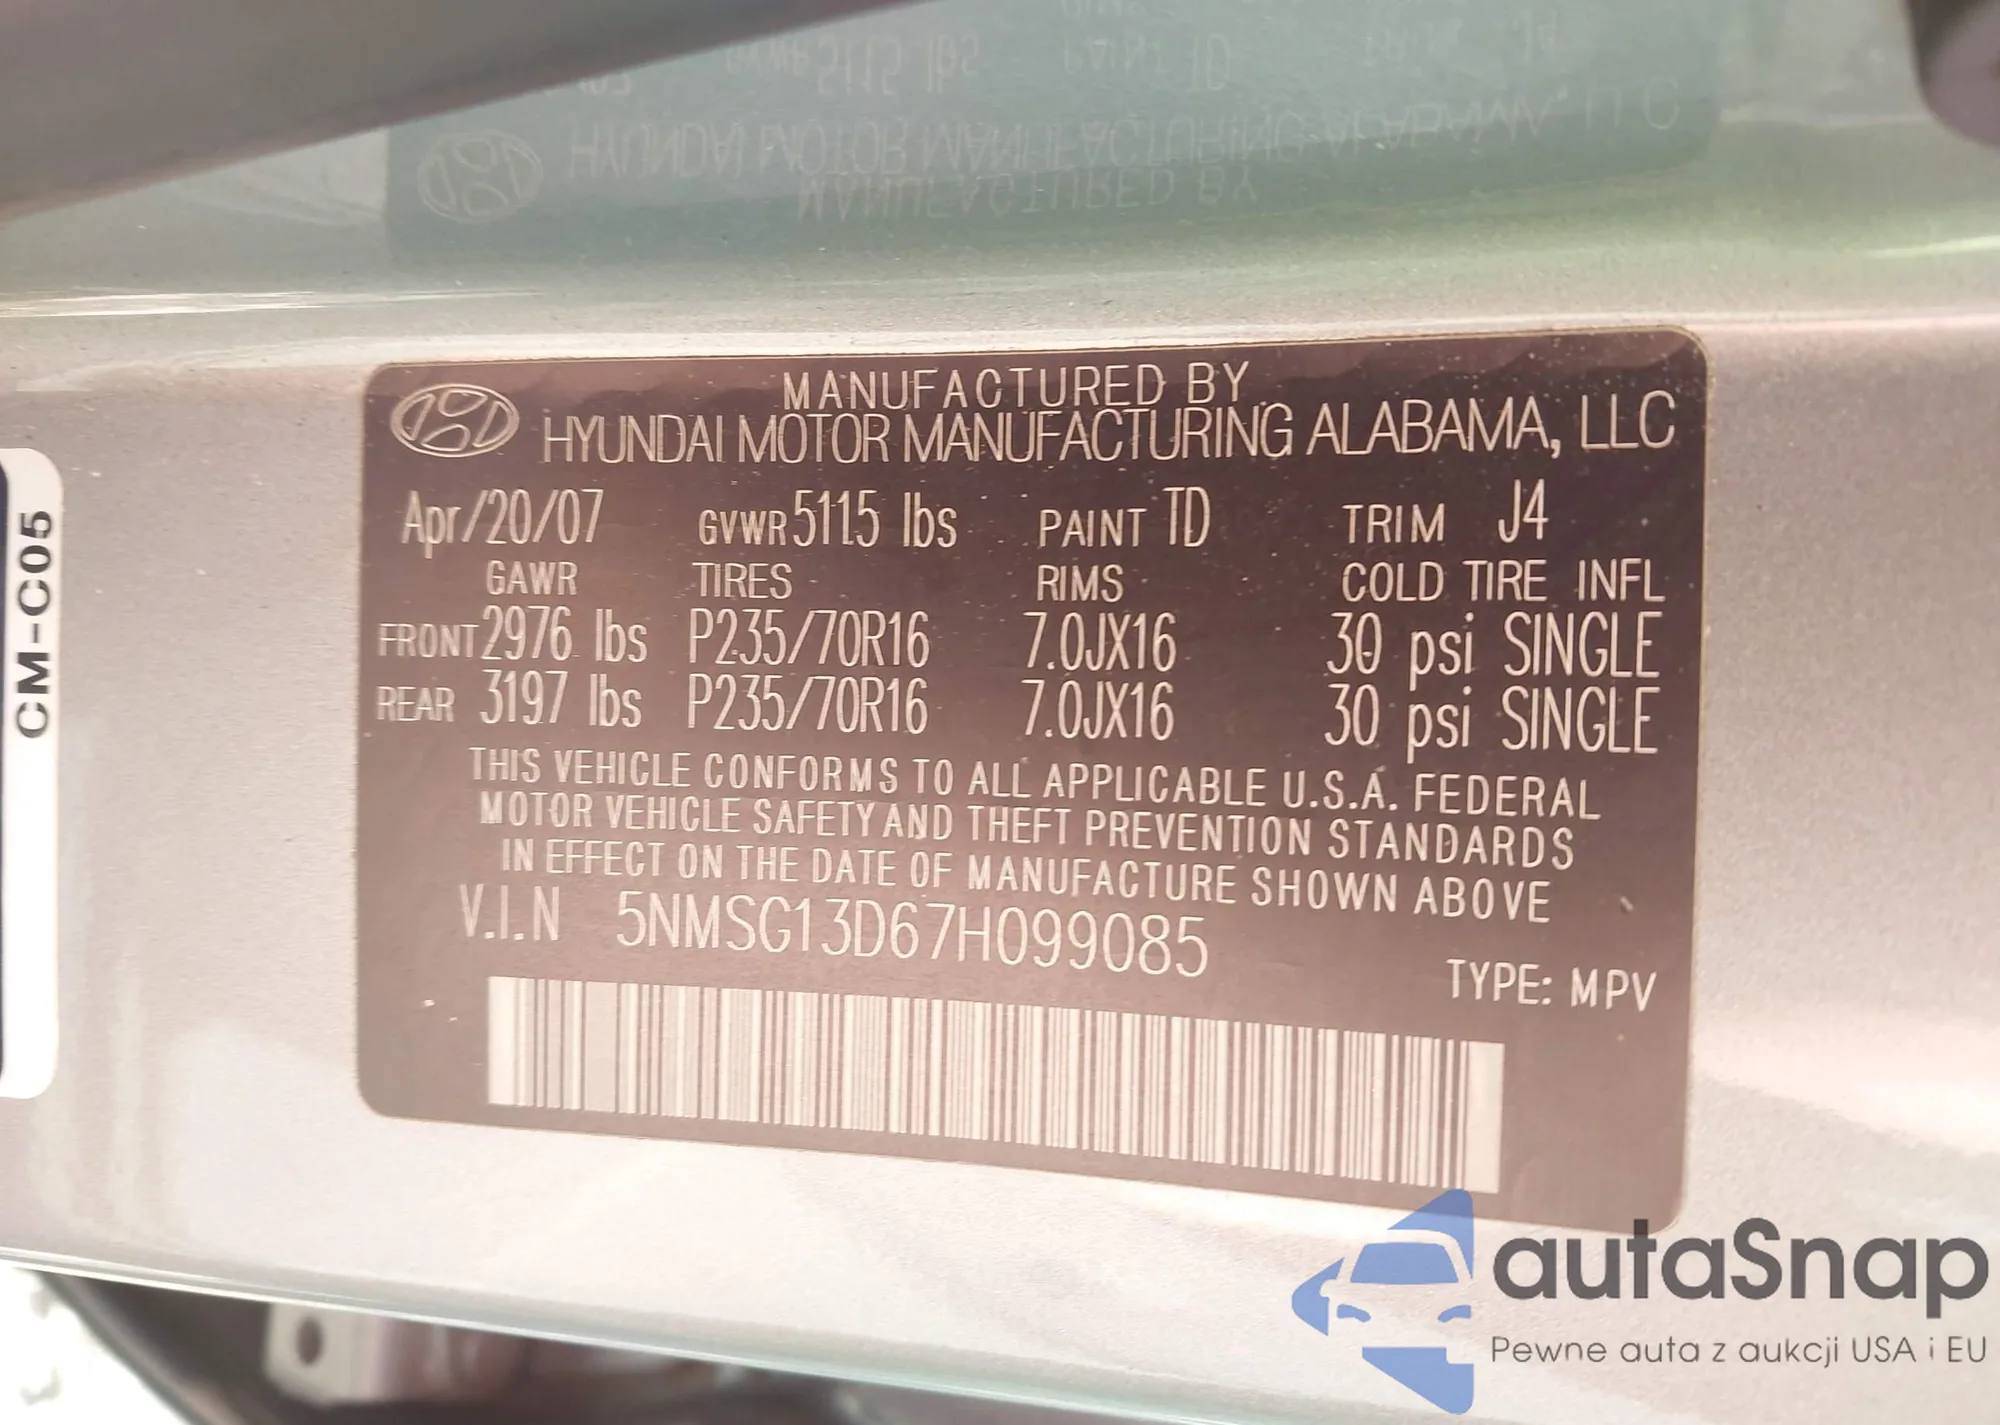 MANUFACTURED BY
HYUNDAI MOTOR MANUFACTURING ALABAMA, LLC
Apr/20/07 GVWR 5115 lbs PAINT TD TRIM J4
GAWR TIRES RIMS COLD TIRE INFL
FRONT 2976 lbs P235/70R16 7.0JX16 30 psi SINGLE
REAR 3197 lbs P235/70R16 7.0JX16 30 psi SINGLE
THIS VEHICLE CONFORMS TO ALL APPLICABLE U.S.A. FEDERAL
MOTOR VEHICLE SAFETY AND THEFT PREVENTION STANDARDS
IN EFFECT ON THE DATE OF MANUFACTURE SHOWN ABOVE
V.I.N 5NMSG13D67H099085
TYPE: MPV
CM-C05
autaSnap
Pewne auta z aukcji USA i EU